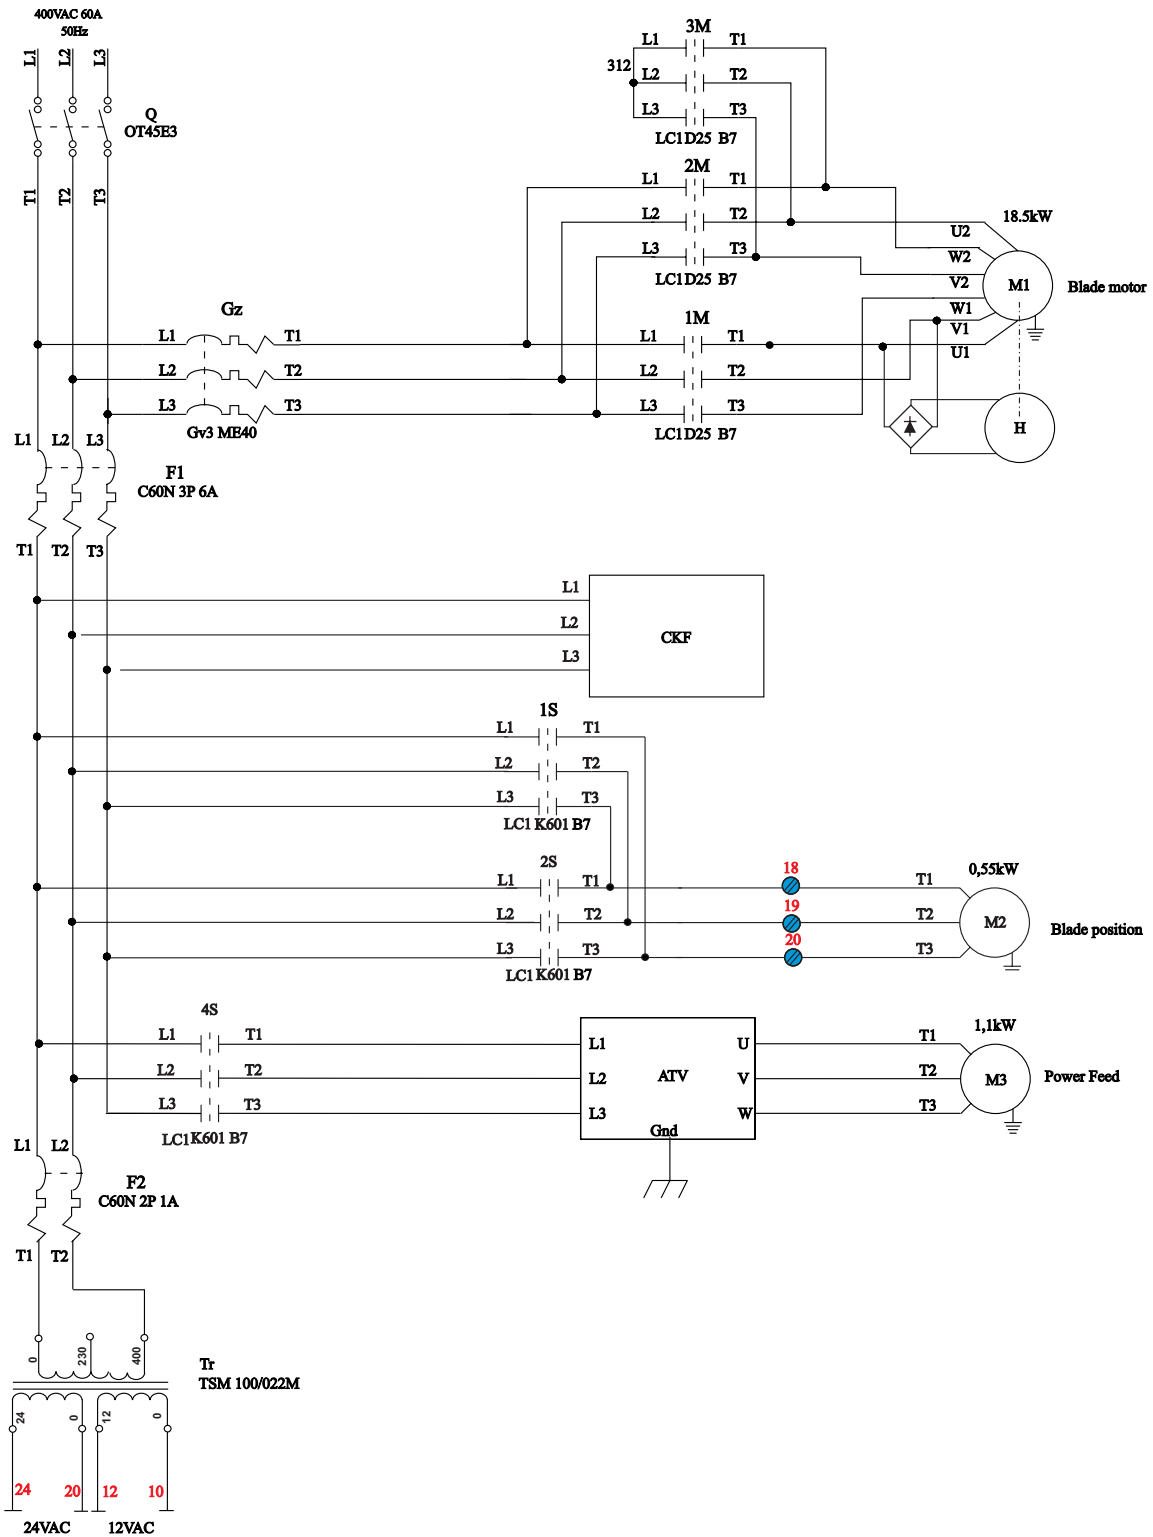 400VAC 60A
50Hz
L1 L2 L3
Q
OT45E3
T1 T2 T3
3M
L1 T1
312
L2 T2
L3 T3
LC1D25 B7
2M
L1 T1
L2 T2
L3 T3
LC1D25 B7
18.5kW
U2
W2
V2
W1
V1
U1
M1
Blade motor
H
Gz
L1 T1
L2 T2
L3 T3
Gv3 ME40
1M
L1 T1
L2 T2
L3 T3
LC1D25 B7
L1 L2 L3
F1
C60N 3P 6A
T1 T2 T3
L1
L2
L3
CKF
1S
L1 T1
L2 T2
L3 T3
LC1K601 B7
2S
L1 T1
L2 T2
L3 T3
LC1K601 B7
18
19
20
0,55kW
T1
T2
T3
M2
Blade position
4S
L1 T1
L2 T2
L3 T3
LC1K601 B7
L1 U
L2 ATV V
L3 W
Gnd
1,1kW
T1
T2
T3
M3
Power Feed
L1 L2
F2
C60N 2P 1A
T1 T2
0 230 400
Tr
TSM 100/022M
24 0 12 0
24 20 12 10
24VAC 12VAC